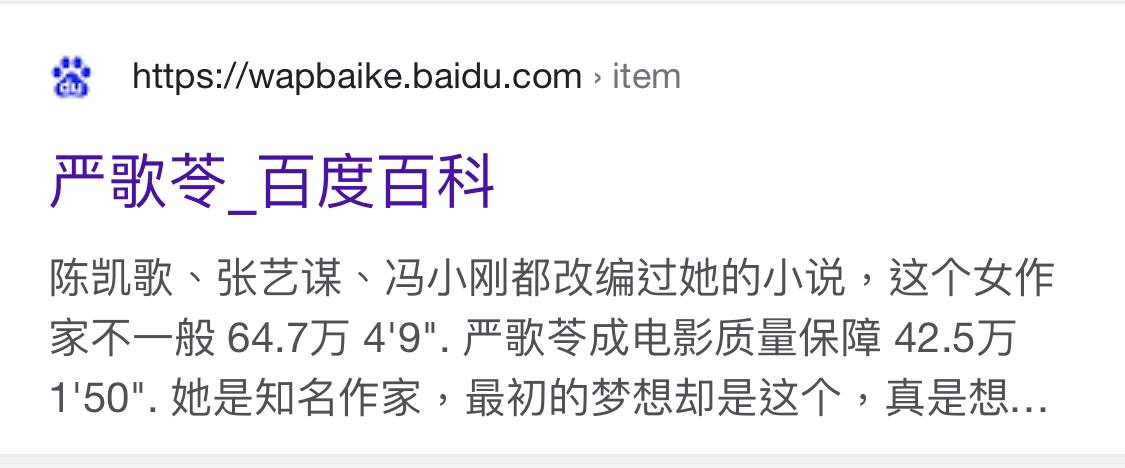 https://wapbaike.baidu.com › item
严歌苓_百度百科
陈凯歌、张艺谋、冯小刚都改编过她的小说，这个女作
家不一般 64.7万 4'9". 严歌苓成电影质量保障 42.5万
1'50". 她是知名作家，最初的梦想却是这个，真是想...